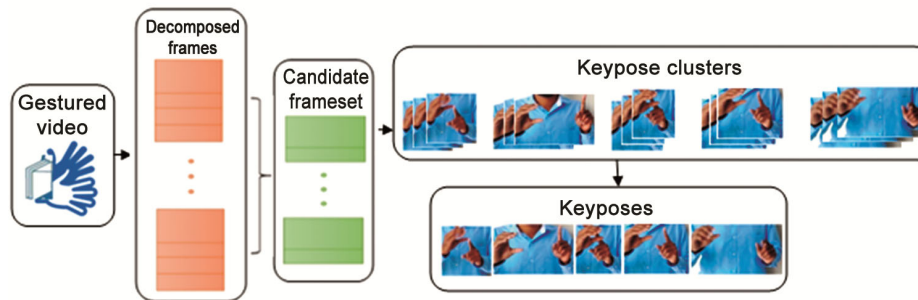 Gestured
video
Decomposed
frames
Candidate
frameset
Keypose clusters
Keyposes